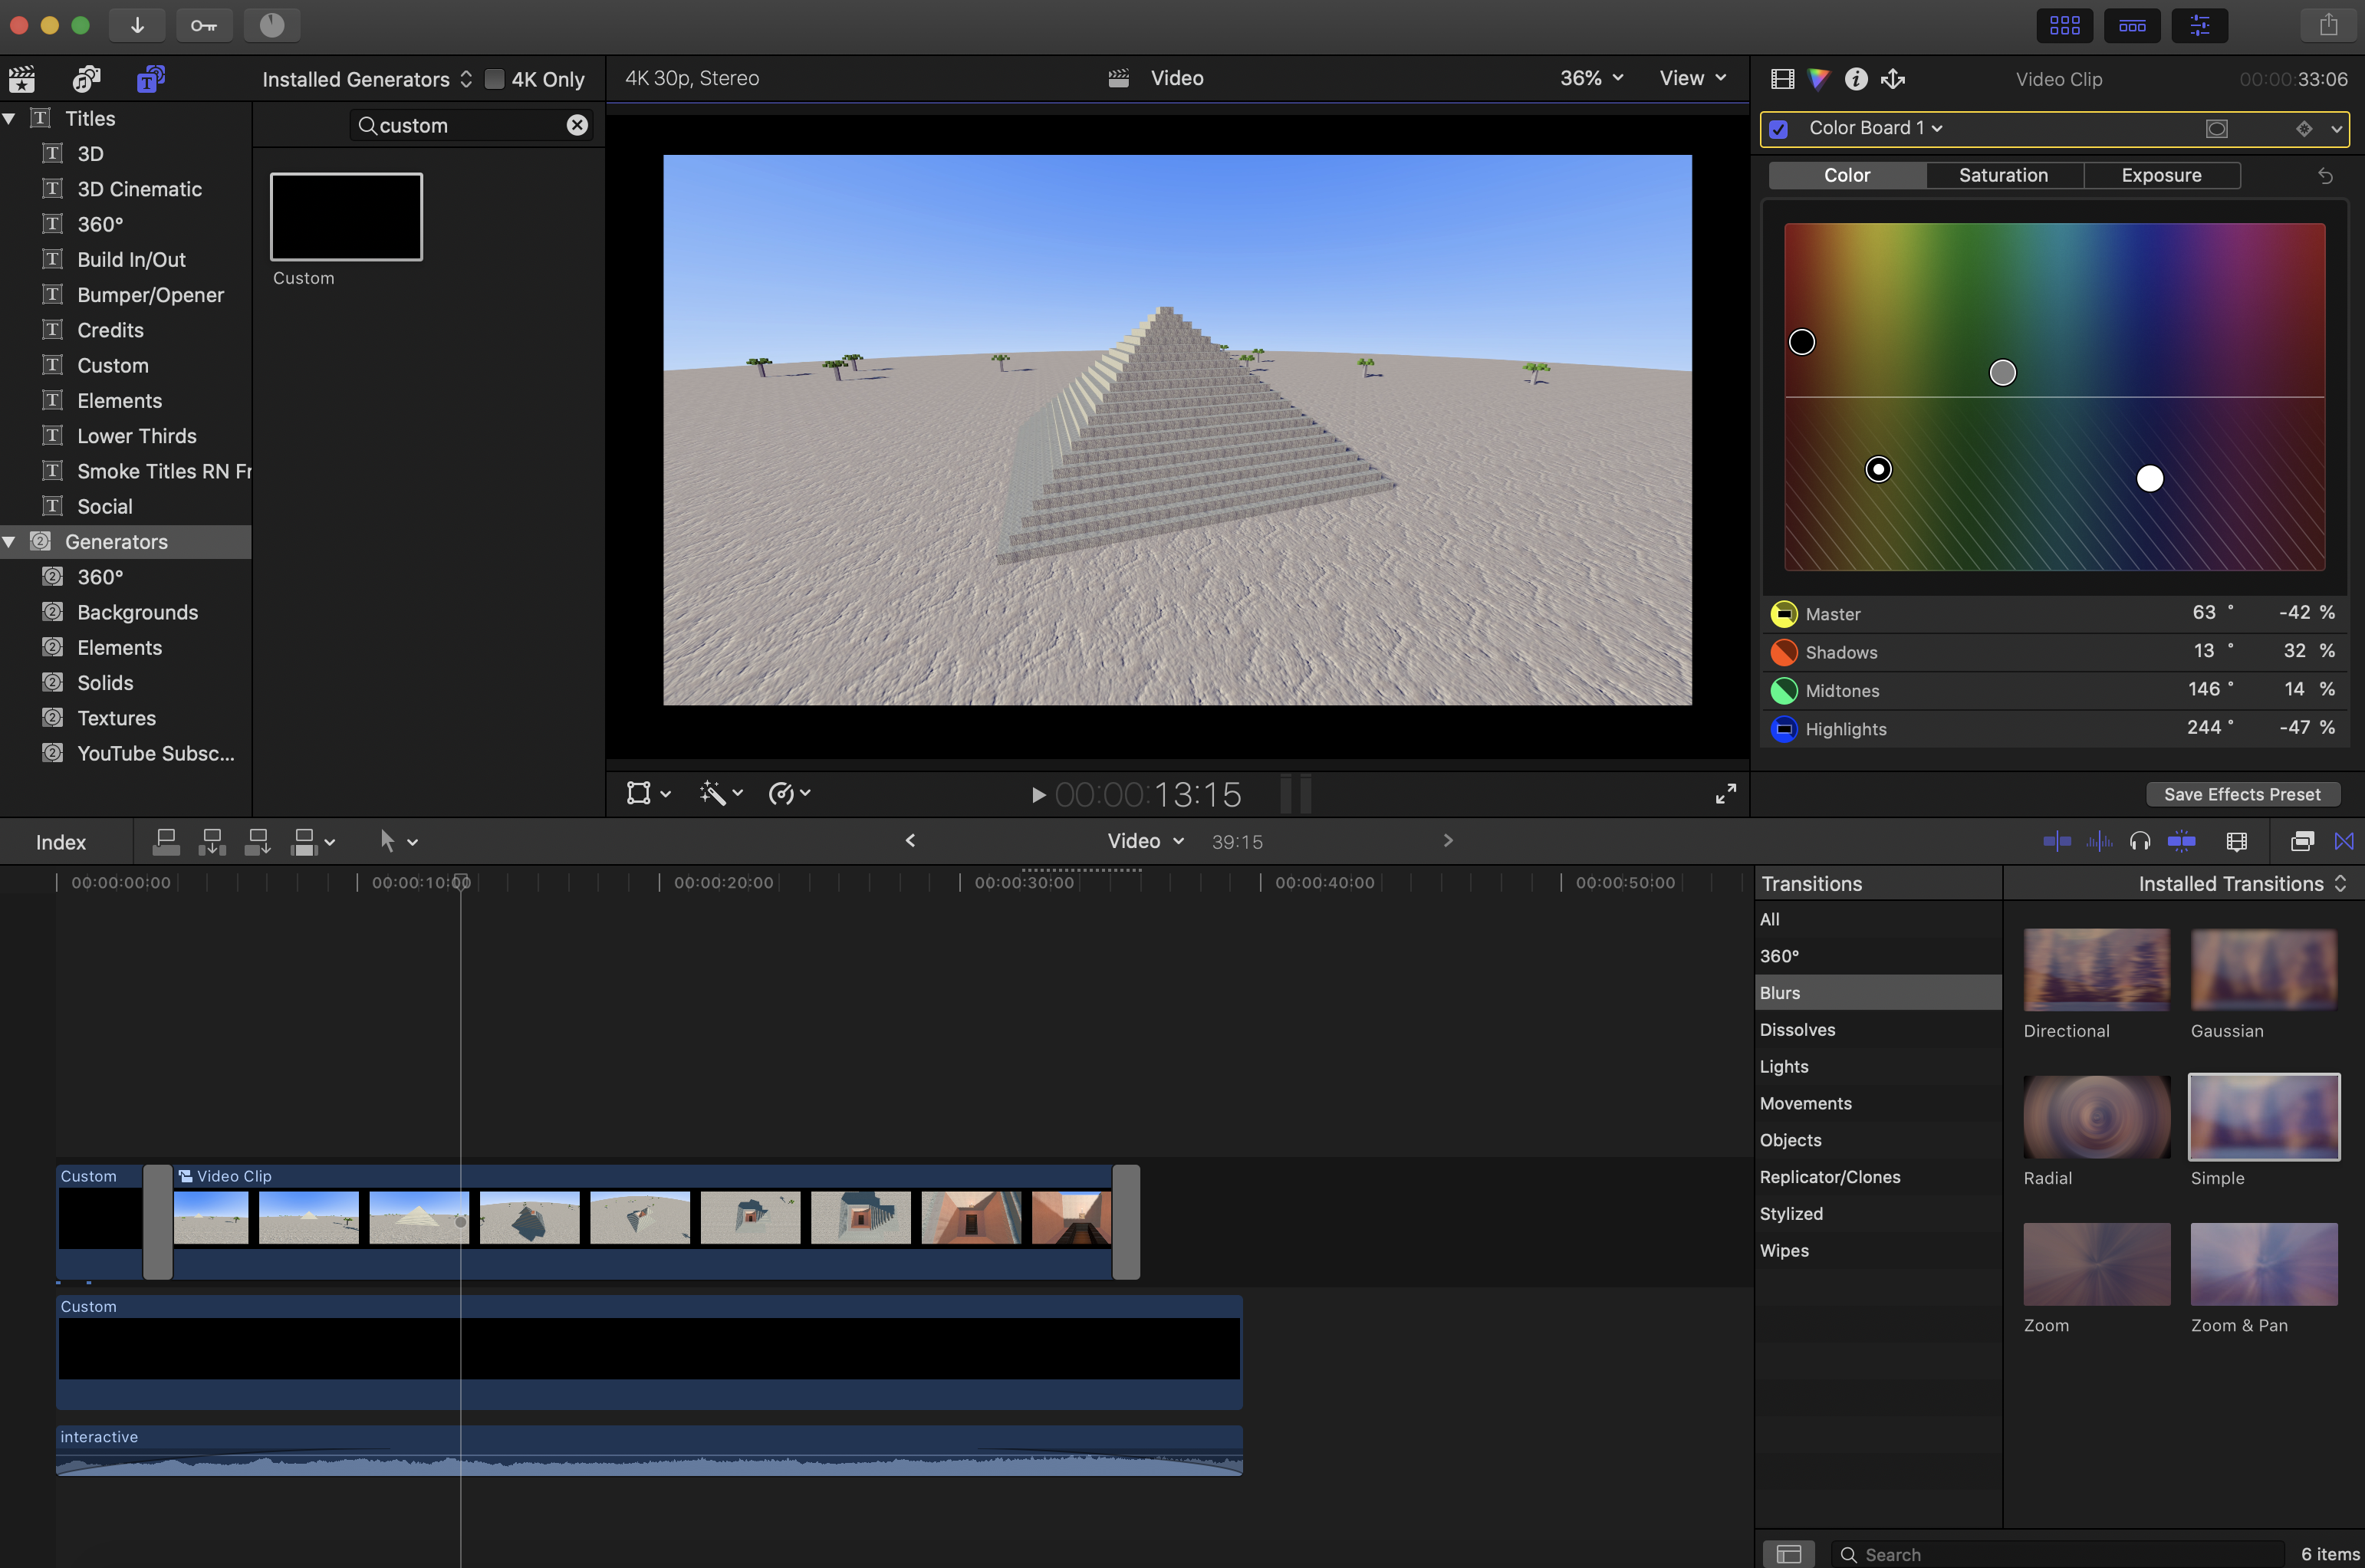 Installed Generators
4K Only
4K 30p, Stereo
Video
36%
View
Video Clip
00:00:33:06
Titles
3D
3D Cinematic
360°
Build In/Out
Bumper/Opener
Credits
Custom
Elements
Lower Thirds
Smoke Titles RN Fr
Social
Generators
360°
Backgrounds
Elements
Solids
Textures
YouTube Subsc...
custom
Custom
Color Board 1
Color
Saturation
Exposure
Master 63 ° -42 %
Shadows 13 ° 32 %
Midtones 146 ° 14 %
Highlights 244 ° -47 %
00:00:13:15
Save Effects Preset
Index
Video
39:15
00:00:00:00
00:00:10:00
00:00:20:00
00:00:30:00
00:00:40:00
00:00:50:00
Custom
Video Clip
Custom
interactive
Transitions
Installed Transitions
All
360°
Blurs
Dissolves
Lights
Movements
Objects
Replicator/Clones
Stylized
Wipes
Directional
Gaussian
Radial
Simple
Zoom
Zoom & Pan
Search
6 items